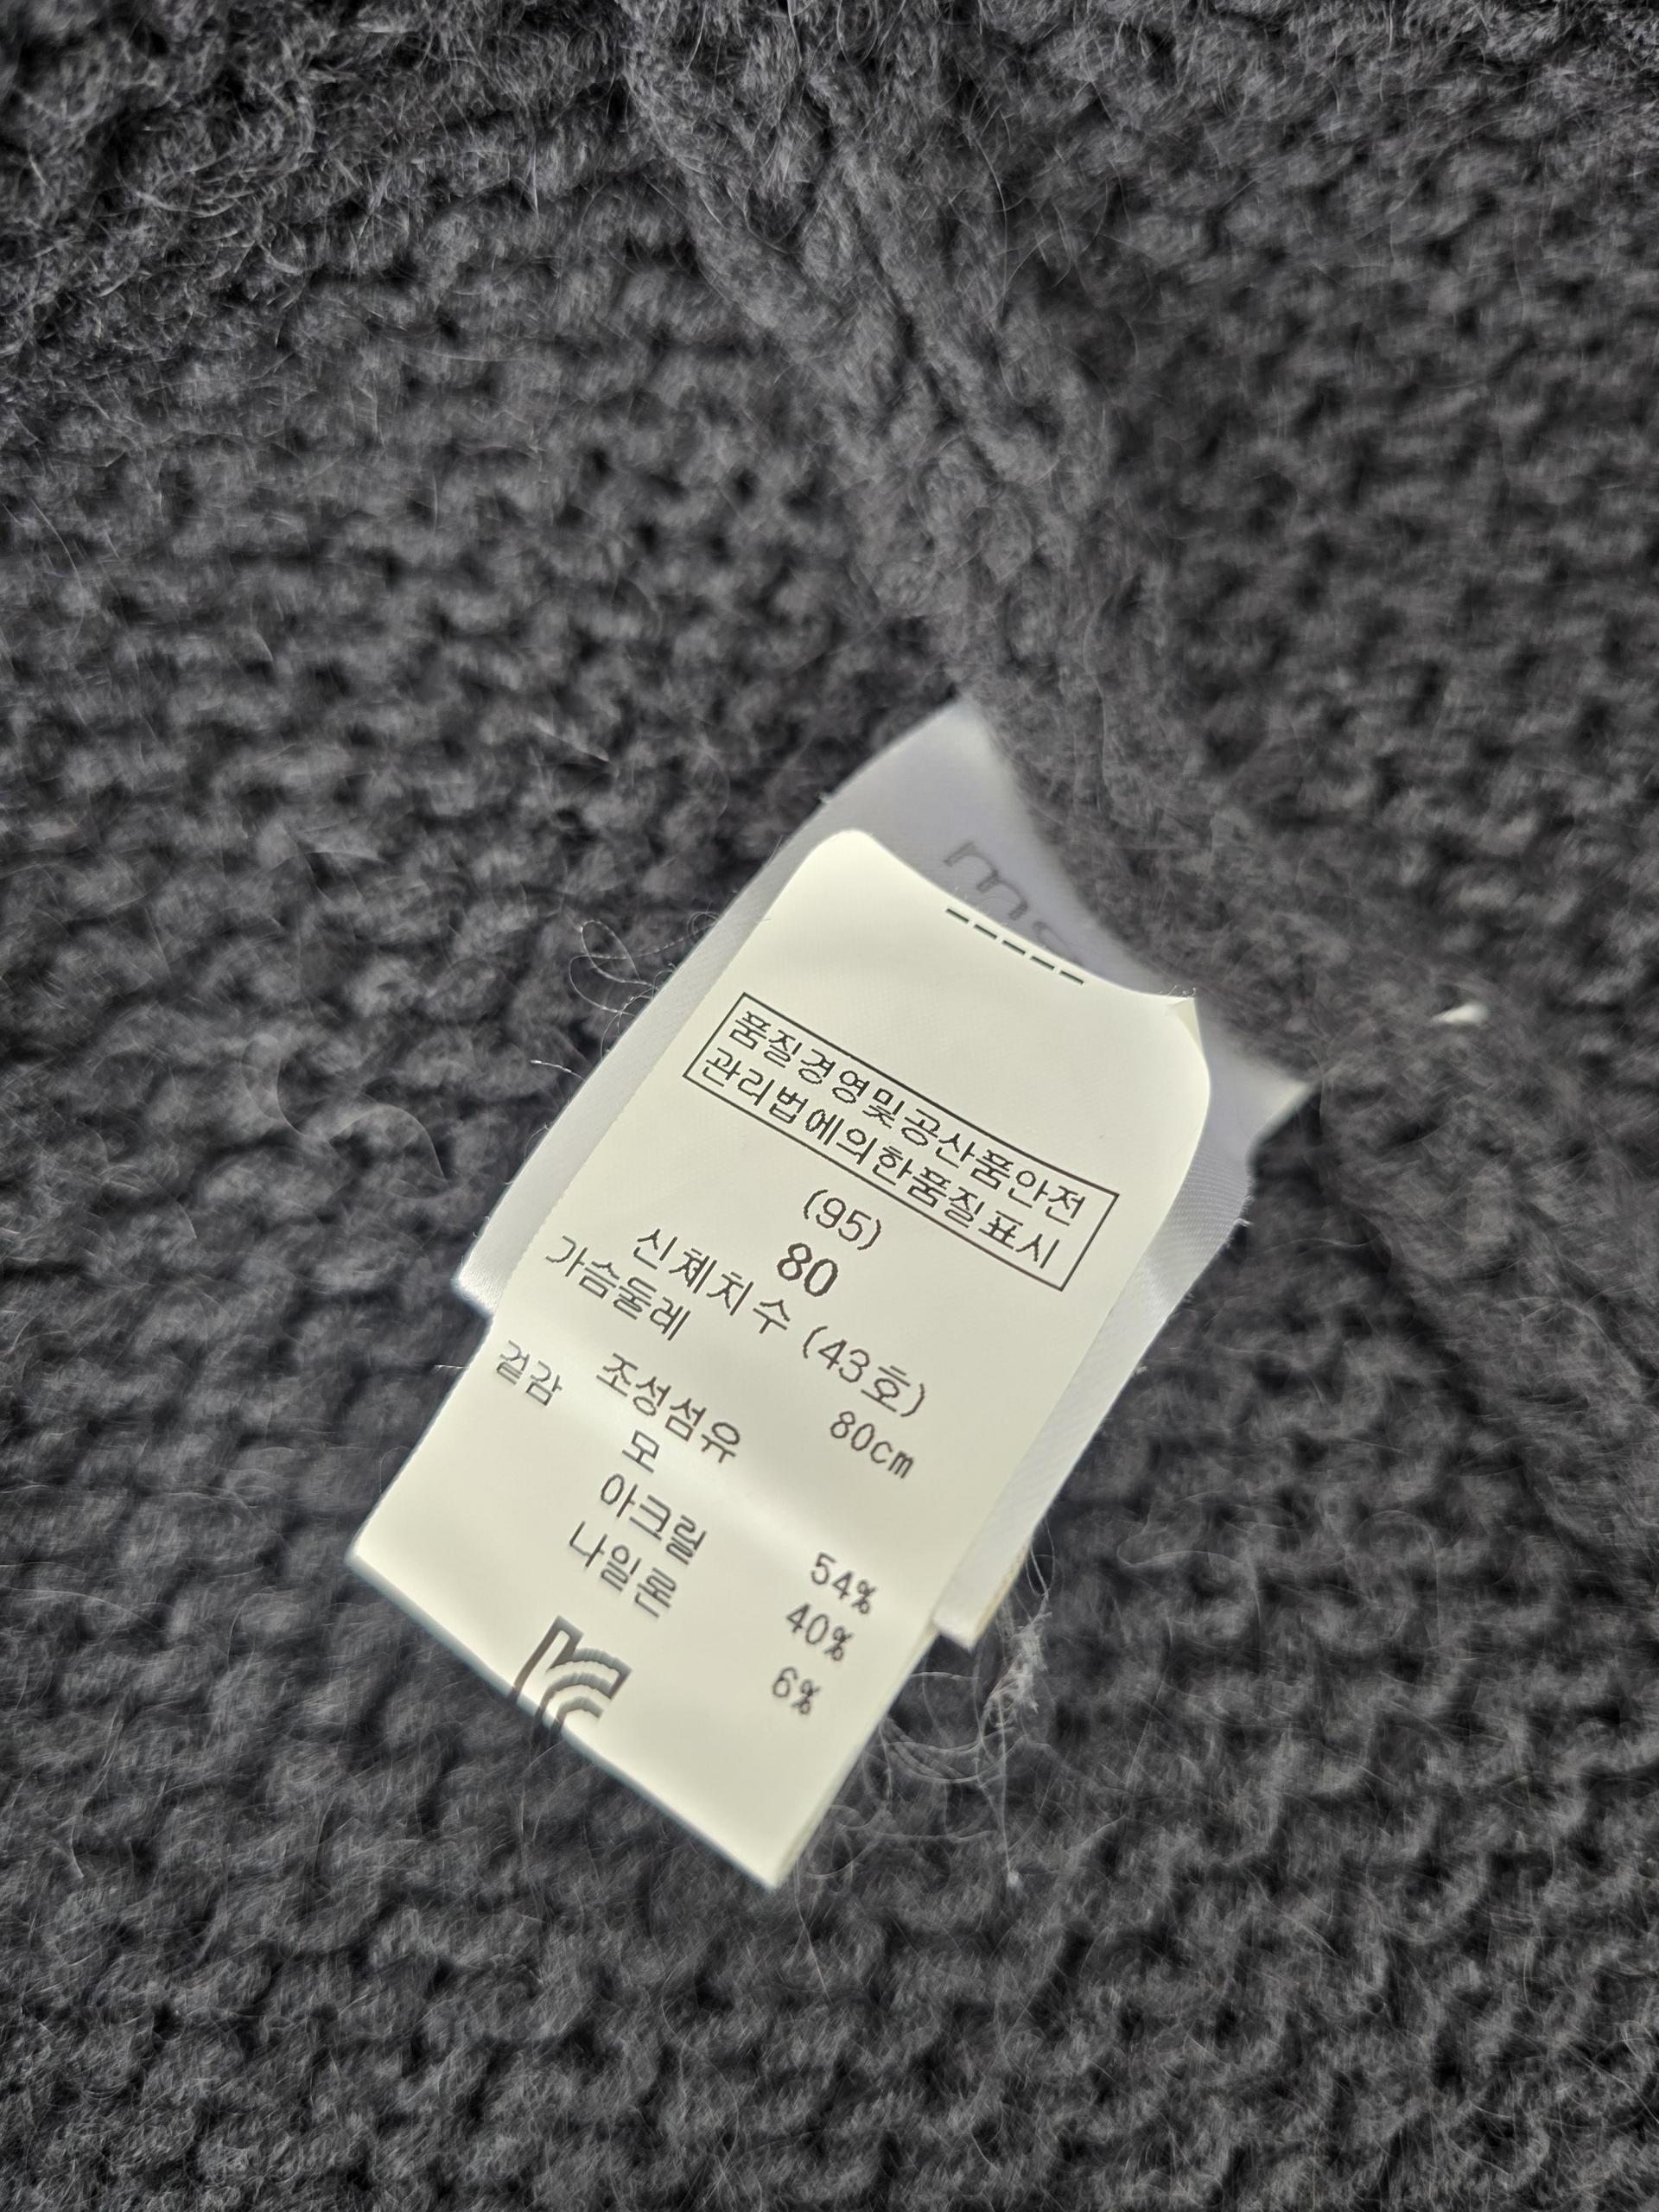 품질경영및공산품안전
관리법에의한품질표시
(95)
80
신체치수 (43호)
가슴둘레 80cm
조성섬유
겉감 모 54%
아크릴 40%
나일론 6%